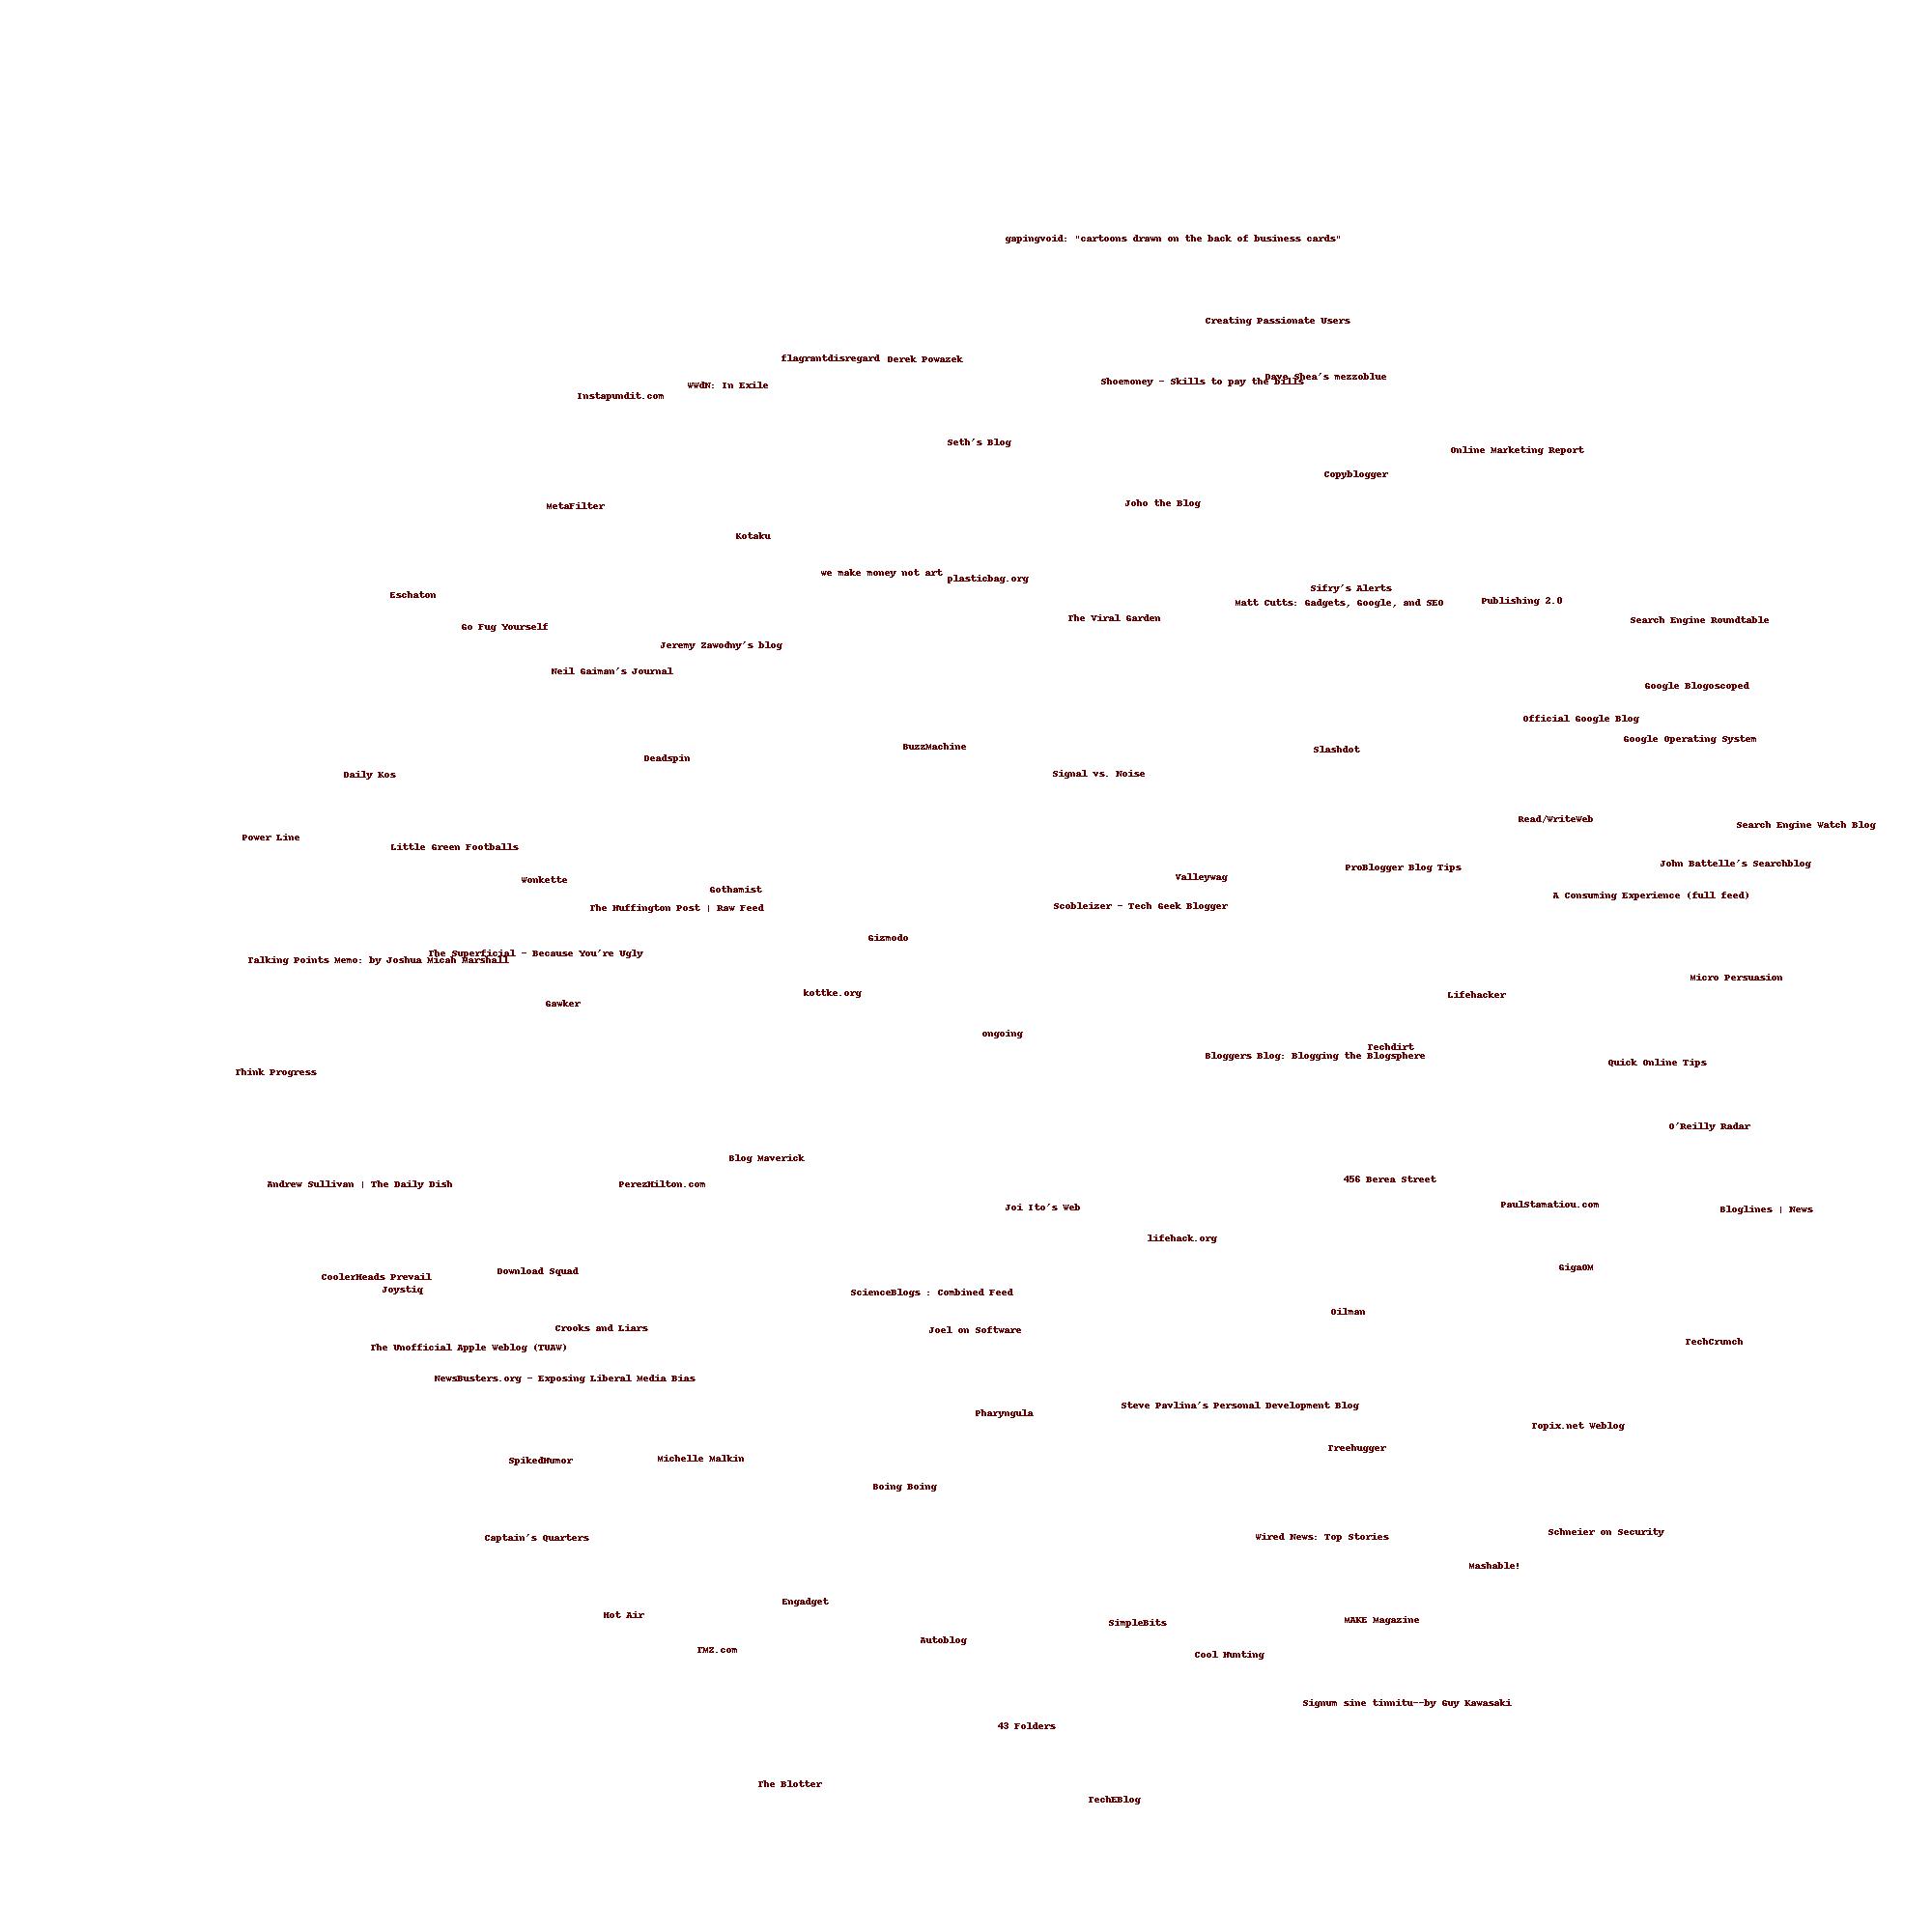 gapingvoid: "cartoons drawn on the back of business cards"
Creating Passionate Users
flagrantdisregard
Derek Powazek
Dave Shea's mezzoblue
Shoemoney - Skills to pay the bills
WWdN: In Exile
Instapundit.com
Seth's Blog
Online Marketing Report
Copyblogger
Joho the Blog
MetaFilter
Kotaku
we make money not art
plasticbag.org
Sifry's Alerts
Eschaton
Publishing 2.0
Matt Cutts: Gadgets, Google, and SEO
The Viral Garden
Search Engine Roundtable
Go Fug Yourself
Jeremy Zawodny's blog
Neil Gaiman's Journal
Google Blogoscoped
Official Google Blog
Google Operating System
BuzzMachine
Slashdot
Deadspin
Signal vs. Noise
Daily Kos
Read/WriteWeb
Search Engine Watch Blog
Power Line
Little Green Footballs
John Battelle's Searchblog
ProBlogger Blog Tips
Valleywag
Wonkette
Gothamist
A Consuming Experience (full feed)
The Huffington Post | Raw Feed
Scobleizer - Tech Geek Blogger
Gizmodo
The Superficial - Because You're Ugly
Talking Points Memo: by Joshua Micah Marshall
Micro Persuasion
kottke.org
Lifehacker
Gawker
ongoing
Techdirt
Bloggers Blog: Blogging the Blogsphere
Quick Online Tips
Think Progress
O'Reilly Radar
Blog Maverick
456 Berea Street
Andrew Sullivan | The Daily Dish
PerezHilton.com
PaulStamatiou.com
Joi Ito's Web
Bloglines | News
lifehack.org
GigaOM
Download Squad
CoolerHeads Prevail
Joystiq
ScienceBlogs : Combined Feed
Oilman
Crooks and Liars
Joel on Software
TechCrunch
The Unofficial Apple Weblog (TUAW)
NewsBusters.org - Exposing Liberal Media Bias
Steve Pavlina's Personal Development Blog
Pharyngula
Topix.net Weblog
Treehugger
Michelle Malkin
SpikedHumor
Boing Boing
Schneier on Security
Wired News: Top Stories
Captain's Quarters
Mashable!
Engadget
Hot Air
MAKE Magazine
SimpleBits
Autoblog
TMZ.com
Cool Hunting
Signum sine tinnitu--by Guy Kawasaki
43 Folders
The Blotter
TechEBlog